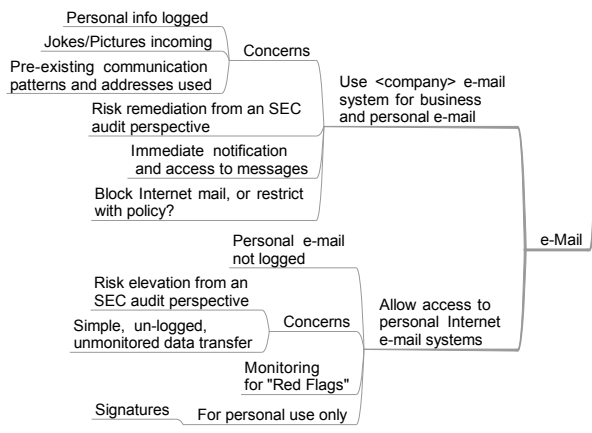 Personal info logged
Jokes/Pictures incoming
Pre-existing communication
patterns and addresses used
Concerns
Risk remediation from an SEC
audit perspective
Immediate notification
and access to messages
Block Internet mail, or restrict
with policy?
Use <company> e-mail
system for business
and personal e-mail
e-Mail
Personal e-mail
not logged
Risk elevation from an
SEC audit perspective
Simple, un-logged,
unmonitored data transfer
Concerns
Monitoring
for "Red Flags"
Signatures
For personal use only
Allow access to
personal Internet
e-mail systems